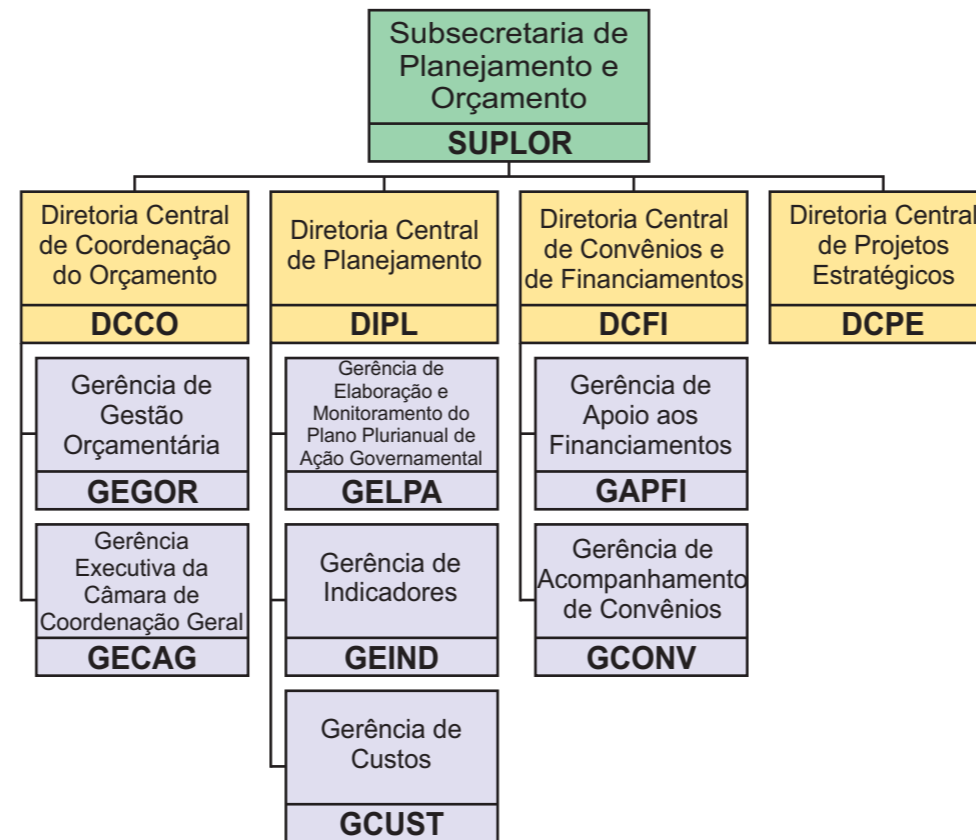 Subsecretaria de
Planejamento e
Orçamento
SUPLOR
Diretoria Central
de Coordenação
do Orçamento
DCCO
Gerência de
Gestão
Orçamentária
GEGOR
Gerência
Executiva da
Câmara de
Coordenação Geral
GECAG
Diretoria Central
de Planejamento
DIPL
Gerência de
Elaboração e
Monitoramento do
Plano Plurianual de
Ação Governamental
GELPA
Gerência de
Indicadores
GEIND
Gerência de
Custos
GCUST
Diretoria Central
de Convênios e
de Financiamentos
DCFI
Gerência de
Apoio aos
Financiamentos
GAPFI
Gerência de
Acompanhamento
de Convênios
GCONV
Diretoria Central
de Projetos
Estratégicos
DCPE